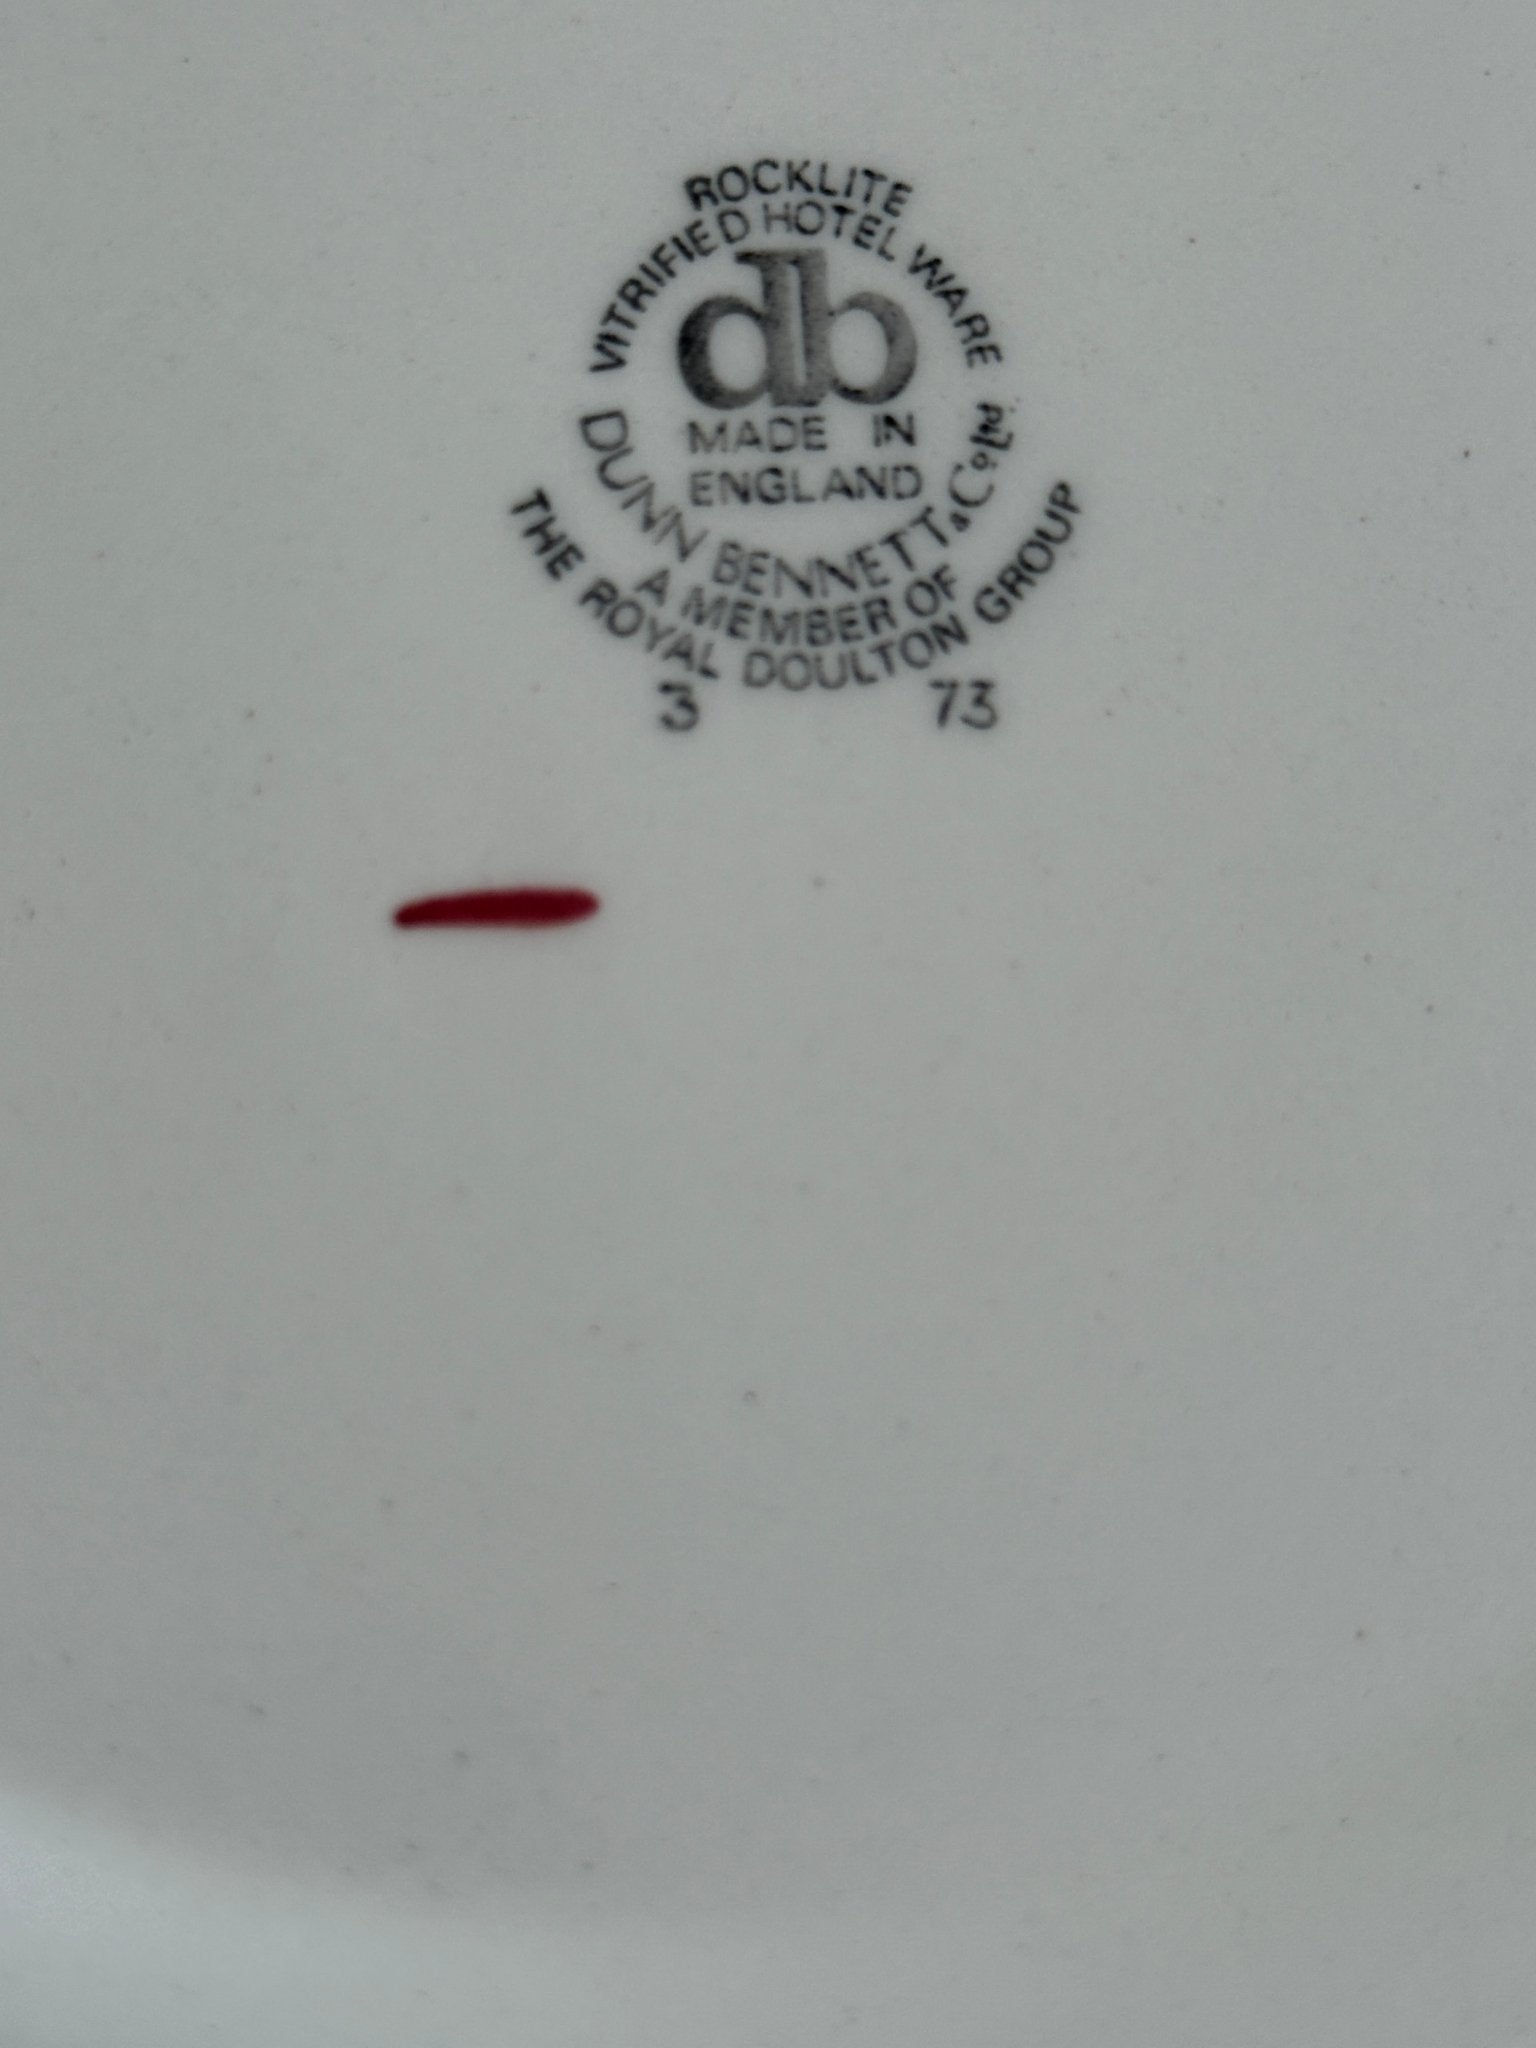 ROCKLITE
VITRIFIED HOTEL WARE
db
MADE IN
ENGLAND
DUNN BENNETT & Co. Ltd.
A MEMBER OF
THE ROYAL DOULTON GROUP
3 73